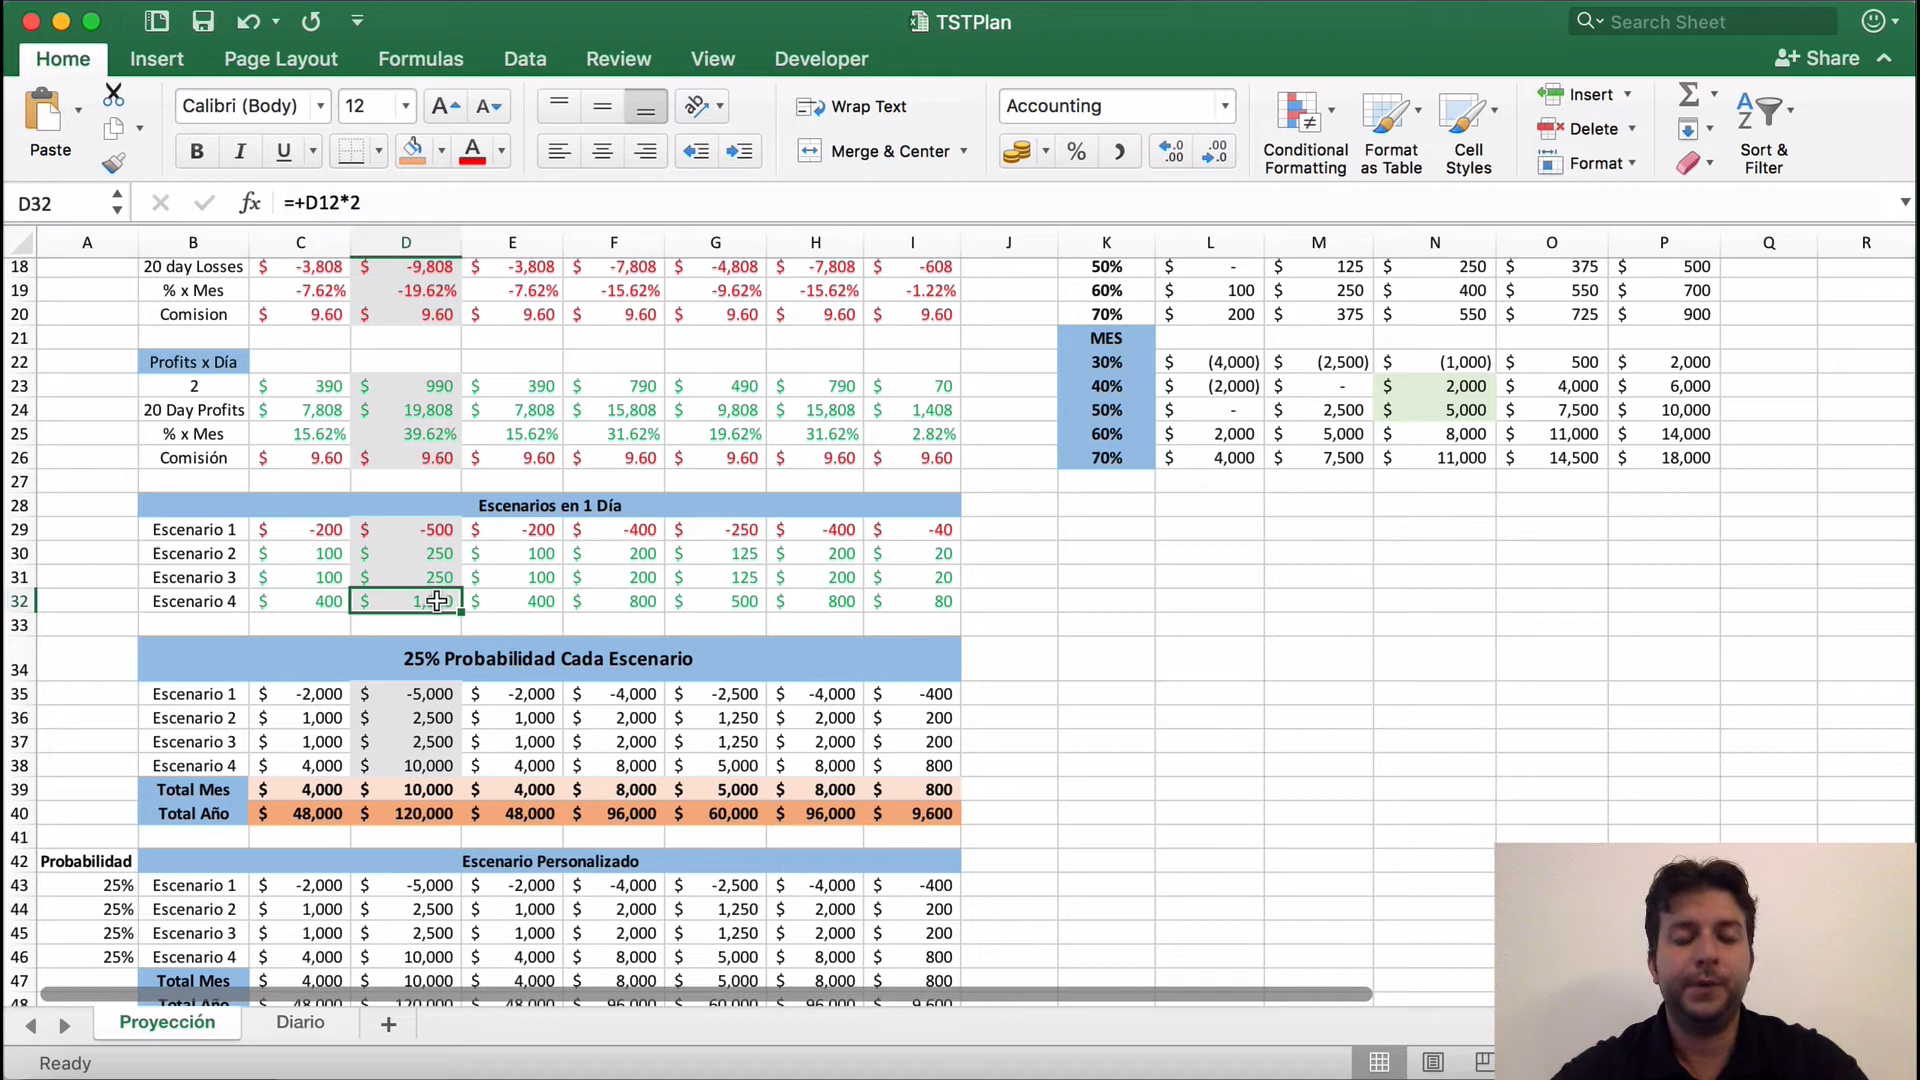 TSTPlan
Search Sheet
Home Insert Page Layout Formulas Data Review View Developer
Share
Paste
Calibri (Body) 12
Wrap Text
Merge & Center
Accounting
Conditional Formatting
Format as Table
Cell Styles
Insert
Delete
Format
Sort & Filter
D32 fx =+D12*2
A B C D E F G H I J K L M N O P Q R
18 20 day Losses $ -3,808 $ -9,808 $ -3,808 $ -7,808 $ -4,808 $ -7,808 $ -608 50% $ - $ 125 $ 250 $ 375 $ 500
19 % x Mes -7.62% -19.62% -7.62% -15.62% -9.62% -15.62% -1.22% 60% $ 100 $ 250 $ 400 $ 550 $ 700
20 Comision $ 9.60 $ 9.60 $ 9.60 $ 9.60 $ 9.60 $ 9.60 $ 9.60 70% $ 200 $ 375 $ 550 $ 725 $ 900
21 MES
22 Profits x Día 30% $ (4,000) $ (2,500) $ (1,000) $ 500 $ 2,000
23 2 $ 390 $ 990 $ 390 $ 790 $ 490 $ 790 $ 70 40% $ (2,000) $ - $ 2,000 $ 4,000 $ 6,000
24 20 Day Profits $ 7,808 $ 19,808 $ 7,808 $ 15,808 $ 9,808 $ 15,808 $ 1,408 50% $ - $ 2,500 $ 5,000 $ 7,500 $ 10,000
25 % x Mes 15.62% 39.62% 15.62% 31.62% 19.62% 31.62% 2.82% 60% $ 2,000 $ 5,000 $ 8,000 $ 11,000 $ 14,000
26 Comisión $ 9.60 $ 9.60 $ 9.60 $ 9.60 $ 9.60 $ 9.60 $ 9.60 70% $ 4,000 $ 7,500 $ 11,000 $ 14,500 $ 18,000
27
28 Escenarios en 1 Día
29 Escenario 1 $ -200 $ -500 $ -200 $ -400 $ -250 $ -400 $ -40
30 Escenario 2 $ 100 $ 250 $ 100 $ 200 $ 125 $ 200 $ 20
31 Escenario 3 $ 100 $ 250 $ 100 $ 200 $ 125 $ 200 $ 20
32 Escenario 4 $ 400 $ $ 400 $ 800 $ 500 $ 800 $ 80
33
34 25% Probabilidad Cada Escenario
35 Escenario 1 $ -2,000 $ -5,000 $ -2,000 $ -4,000 $ -2,500 $ -4,000 $ -400
36 Escenario 2 $ 1,000 $ 2,500 $ 1,000 $ 2,000 $ 1,250 $ 2,000 $ 200
37 Escenario 3 $ 1,000 $ 2,500 $ 1,000 $ 2,000 $ 1,250 $ 2,000 $ 200
38 Escenario 4 $ 4,000 $ 10,000 $ 4,000 $ 8,000 $ 5,000 $ 8,000 $ 800
39 Total Mes $ 4,000 $ 10,000 $ 4,000 $ 8,000 $ 5,000 $ 8,000 $ 800
40 Total Año $ 48,000 $ 120,000 $ 48,000 $ 96,000 $ 60,000 $ 96,000 $ 9,600
41
42 Probabilidad Escenario Personalizado
43 25% Escenario 1 $ -2,000 $ -5,000 $ -2,000 $ -4,000 $ -2,500 $ -4,000 $ -400
44 25% Escenario 2 $ 1,000 $ 2,500 $ 1,000 $ 2,000 $ 1,250 $ 2,000 $ 200
45 25% Escenario 3 $ 1,000 $ 2,500 $ 1,000 $ 2,000 $ 1,250 $ 2,000 $ 200
46 25% Escenario 4 $ 4,000 $ 10,000 $ 4,000 $ 8,000 $ 5,000 $ 8,000 $ 800
47 Total Mes $ 4,000 $ 10,000 $ 4,000 $ 8,000 $ 5,000 $ 8,000 $ 800
Proyección Diario
Ready